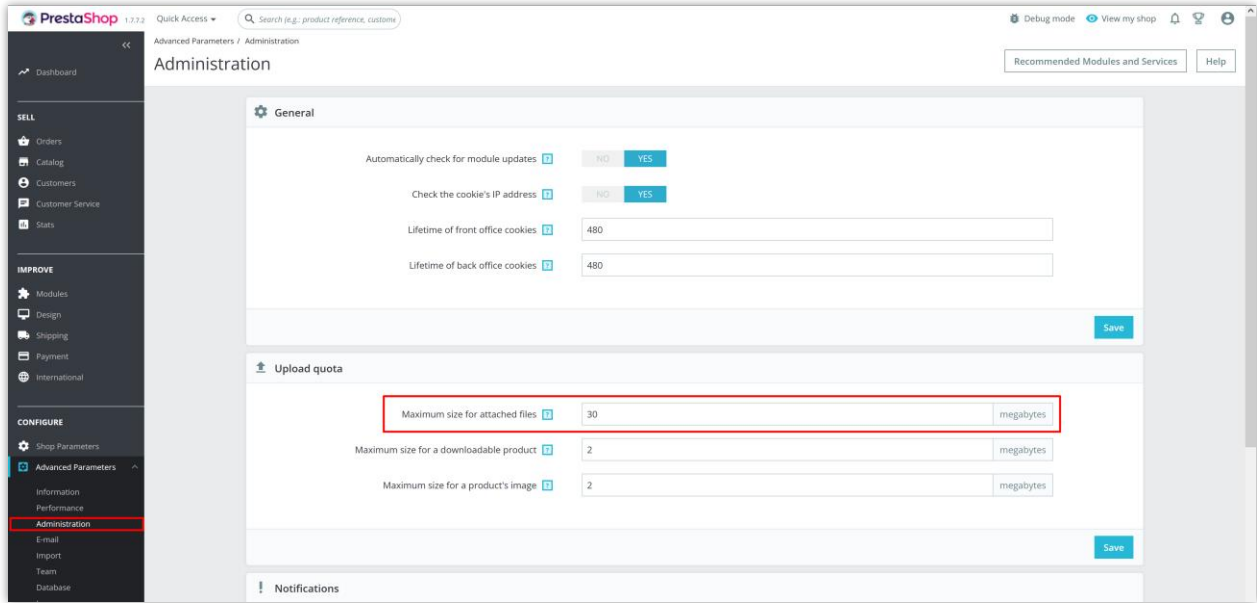 PrestaShop 1.7.7.2 Quick Access Search (e.g.: product reference, custome Debug mode View my shop
Advanced Parameters / Administration
Administration
Recommended Modules and Services Help
Dashboard
SELL
Orders
Catalog
Customers
Customer Service
Stats
IMPROVE
Modules
Design
Shipping
Payment
International
CONFIGURE
Shop Parameters
Advanced Parameters
Information
Performance
Administration
E-mail
Import
Team
Database
General
Automatically check for module updates ? NO YES
Check the cookie's IP address ? NO YES
Lifetime of front office cookies ? 480
Lifetime of back office cookies ? 480
Save
Upload quota
Maximum size for attached files ? 30 megabytes
Maximum size for a downloadable product ? 2 megabytes
Maximum size for a product's image ? 2 megabytes
Save
Notifications